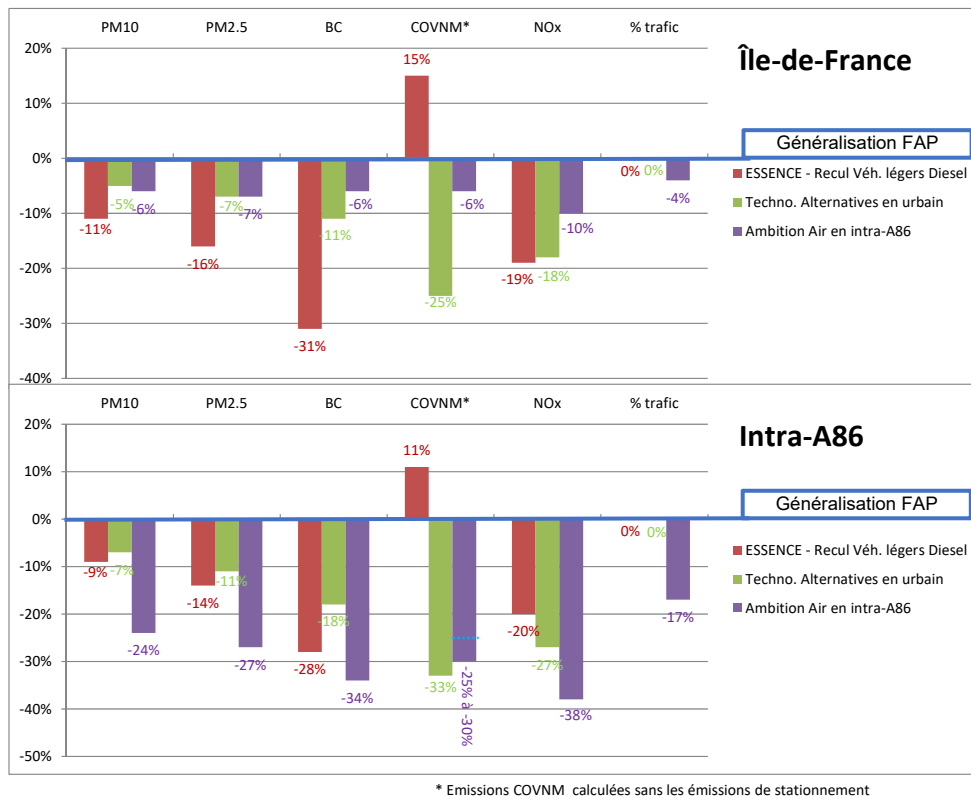 PM10 PM2.5 BC COVNM* NOx % trafic
Île-de-France
20%
10%
0%
-10%
-20%
-30%
-40%
15%
Généralisation FAP
ESSENCE - Recul Véh. légers Diesel
Techno. Alternatives en urbain
Ambition Air en intra-A86
-11% -5% -6%
-16% -7% -7%
-31% -11% -6%
-25% -6%
-19% -18% -10%
0% 0% -4%
PM10 PM2.5 BC COVNM* NOx % trafic
Intra-A86
20%
10%
0%
-10%
-20%
-30%
-40%
-50%
11%
Généralisation FAP
ESSENCE - Recul Véh. légers Diesel
Techno. Alternatives en urbain
Ambition Air en intra-A86
-9% -7% -24%
-14% -11% -27%
-28% -18% -34%
-33% -25% à -30%
-20% -27% -38%
0% 0% -17%
* Emissions COVNM calculées sans les émissions de stationnement